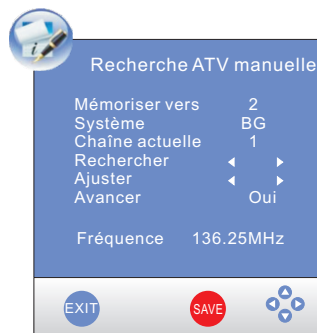 Recherche ATV manuelle
Mémoriser vers 2
Système BG
Chaîne actuelle 1
Rechercher
Ajuster
Avancer Oui
Fréquence 136.25MHz
EXIT SAVE